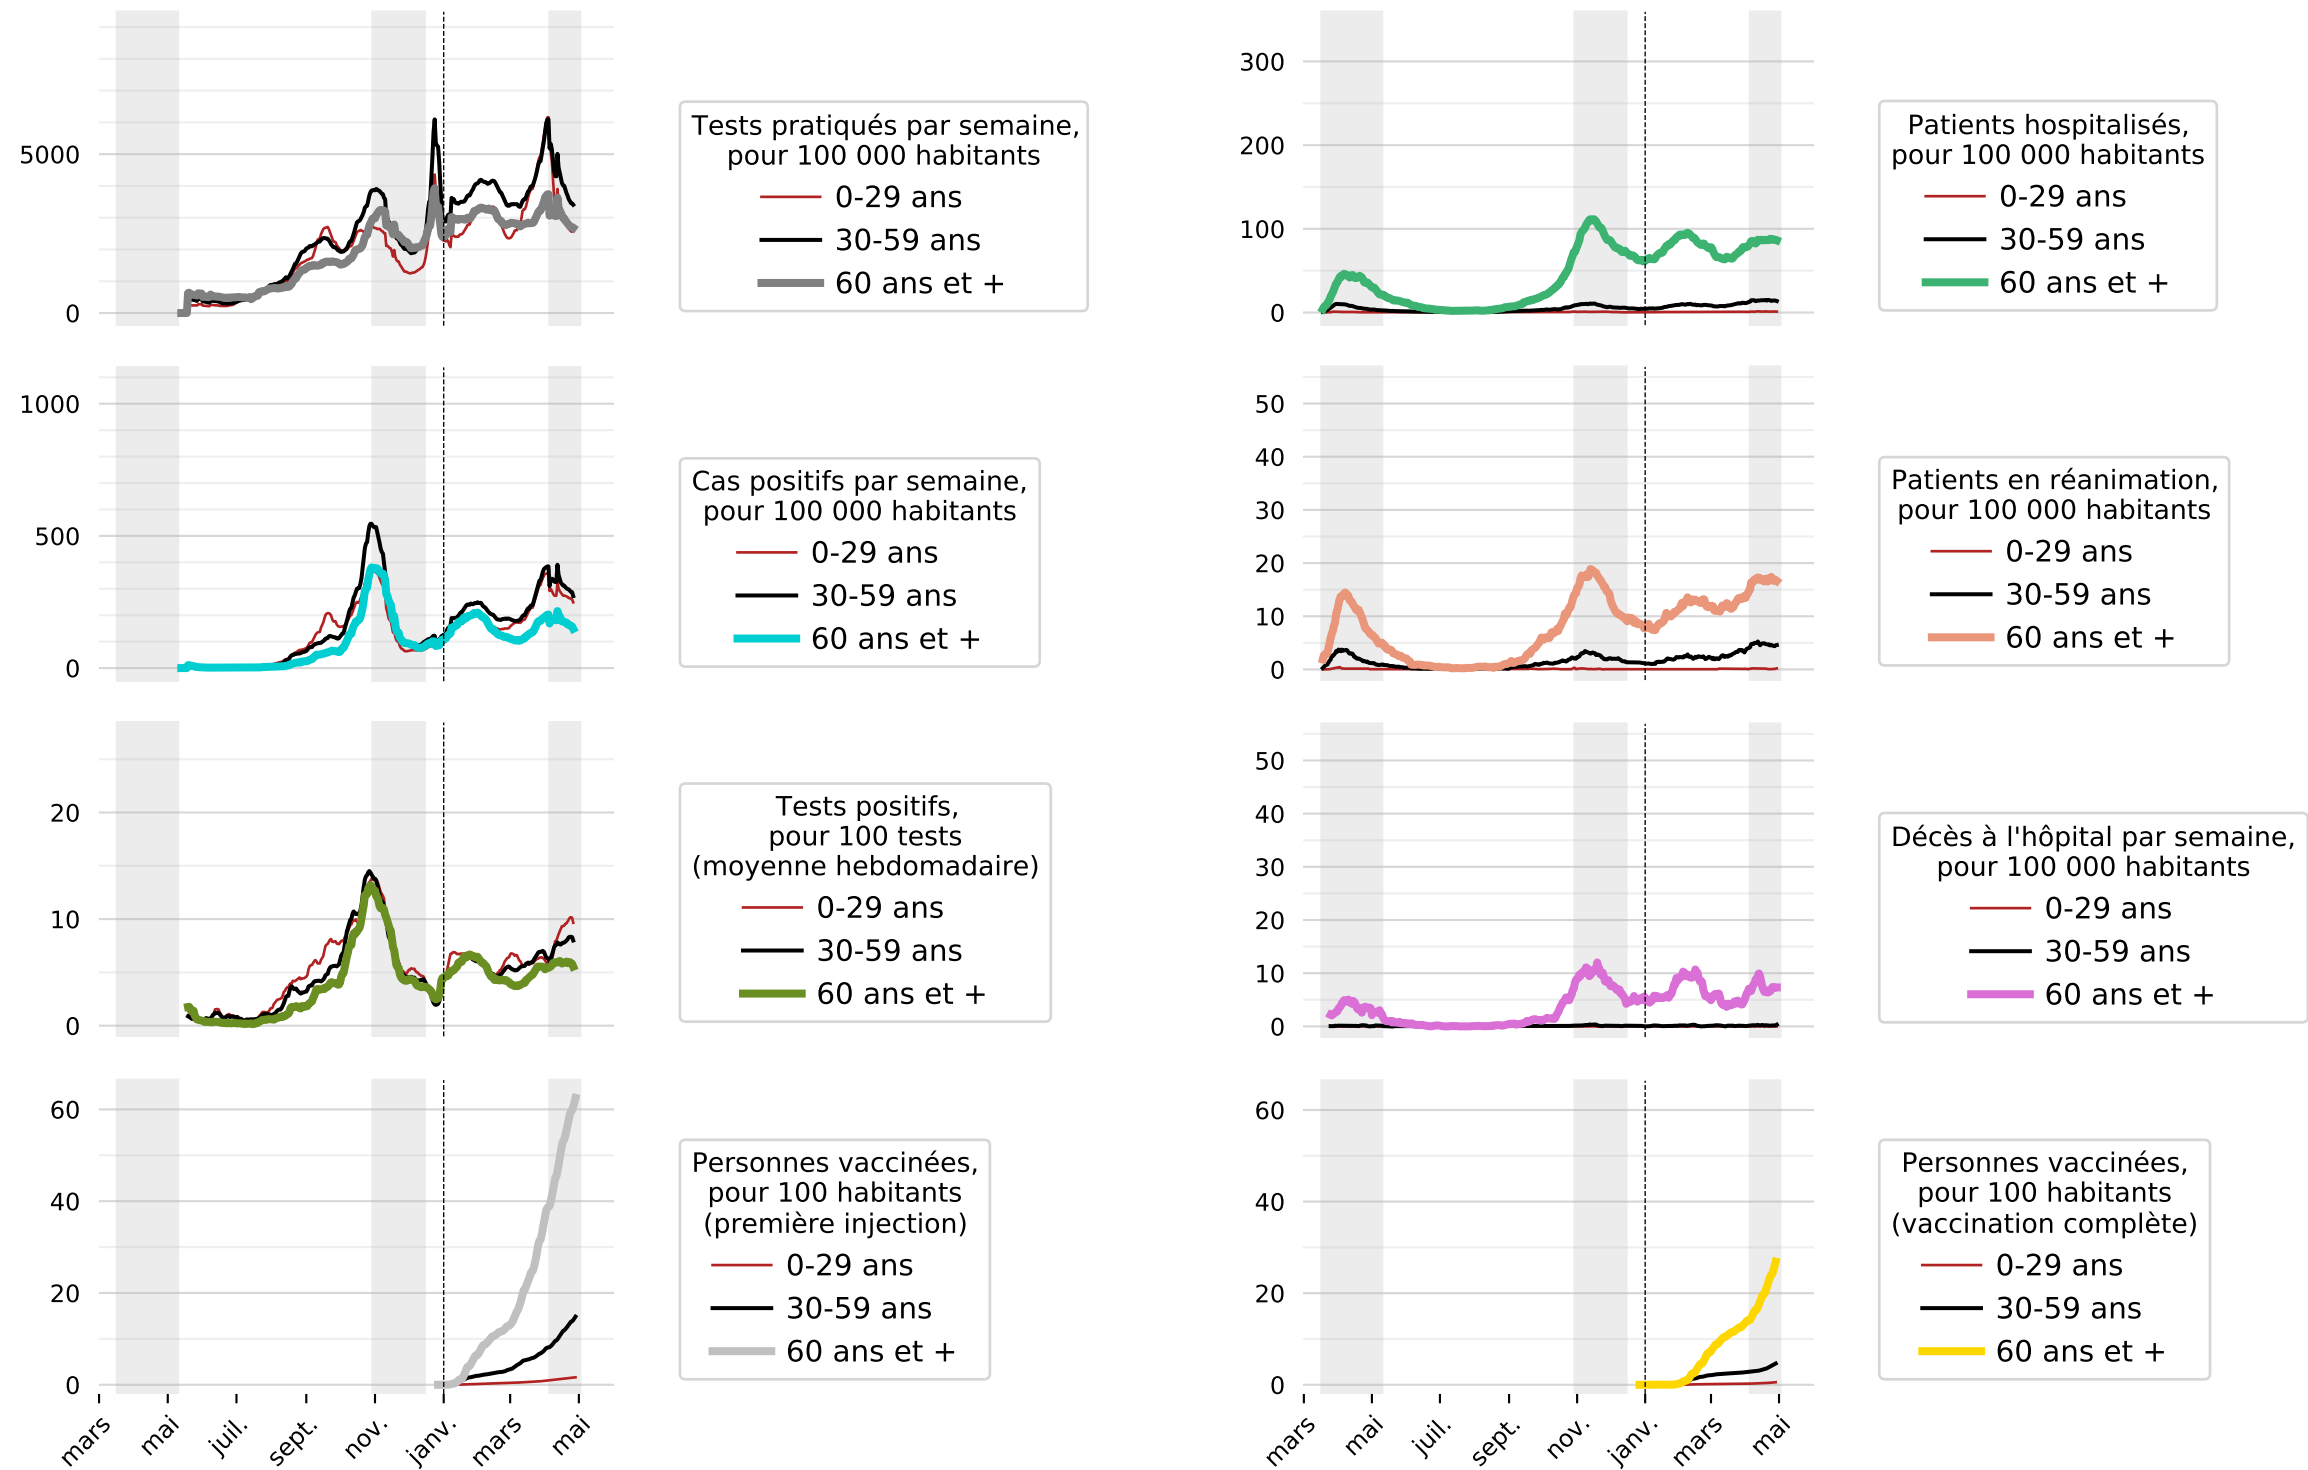 5000
0
Tests pratiqués par semaine,
pour 100 000 habitants
0-29 ans
30-59 ans
60 ans et +
300
200
100
0
Patients hospitalisés,
pour 100 000 habitants
0-29 ans
30-59 ans
60 ans et +
1000
500
0
Cas positifs par semaine,
pour 100 000 habitants
0-29 ans
30-59 ans
60 ans et +
50
40
30
20
10
0
Patients en réanimation,
pour 100 000 habitants
0-29 ans
30-59 ans
60 ans et +
20
10
0
Tests positifs,
pour 100 tests
(moyenne hebdomadaire)
0-29 ans
30-59 ans
60 ans et +
50
40
30
20
10
0
Décès à l'hôpital par semaine,
pour 100 000 habitants
0-29 ans
30-59 ans
60 ans et +
60
40
20
0
mars
mai
juil.
sept.
nov.
janv.
mars
mai
Personnes vaccinées,
pour 100 habitants
(première injection)
0-29 ans
30-59 ans
60 ans et +
60
40
20
0
mars
mai
juil.
sept.
nov.
janv.
mars
mai
Personnes vaccinées,
pour 100 habitants
(vaccination complète)
0-29 ans
30-59 ans
60 ans et +